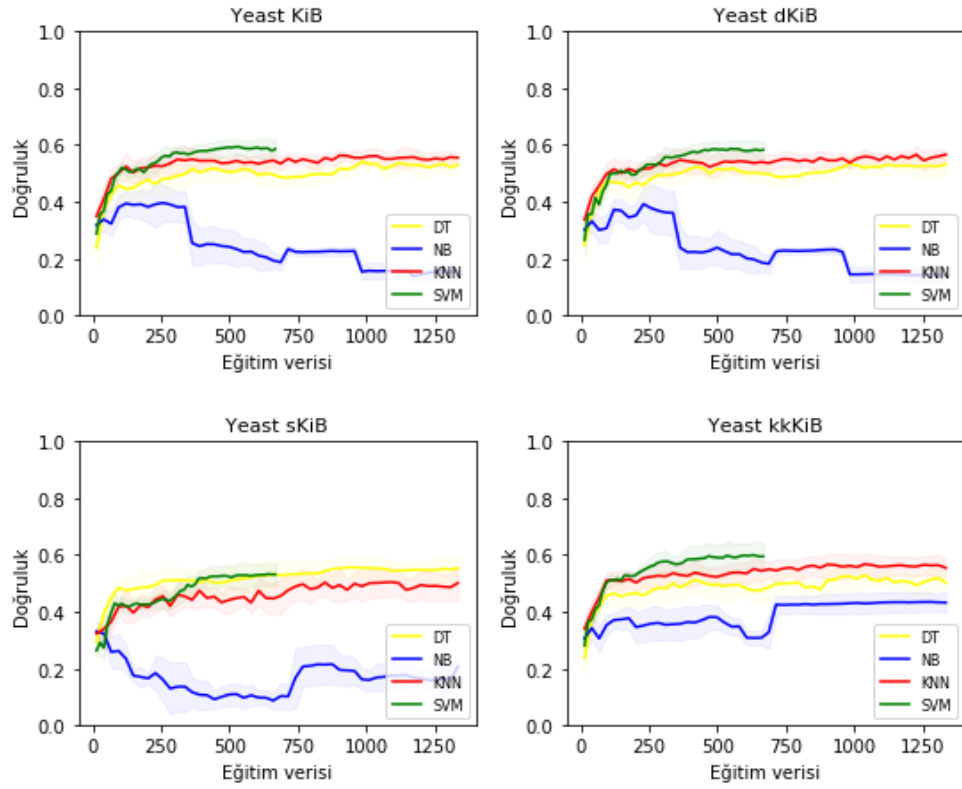 Yeast KiB
1.0
0.8
0.6
0.4
0.2
0.0
Doğruluk
DT
NB
KNN
SVM
0 250 500 750 1000 1250
Eğitim verisi
Yeast dKiB
1.0
0.8
0.6
0.4
0.2
0.0
Doğruluk
DT
NB
KNN
SVM
0 250 500 750 1000 1250
Eğitim verisi
Yeast sKiB
1.0
0.8
0.6
0.4
0.2
0.0
Doğruluk
DT
NB
KNN
SVM
0 250 500 750 1000 1250
Eğitim verisi
Yeast kkKiB
1.0
0.8
0.6
0.4
0.2
0.0
Doğruluk
DT
NB
KNN
SVM
0 250 500 750 1000 1250
Eğitim verisi